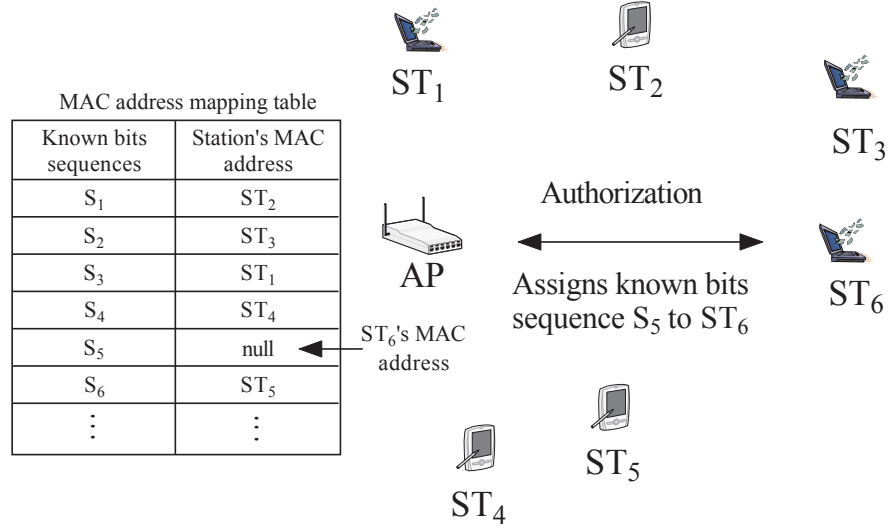 ST1
ST2
ST3
MAC address mapping table
Known bits sequences
Station's MAC address
S1 ST2
S2 ST3
S3 ST1
S4 ST4
S5 null
S6 ST5
⋮ ⋮
ST6's MAC
address
AP
Authorization
Assigns known bits
sequence S5 to ST6
ST6
ST5
ST4